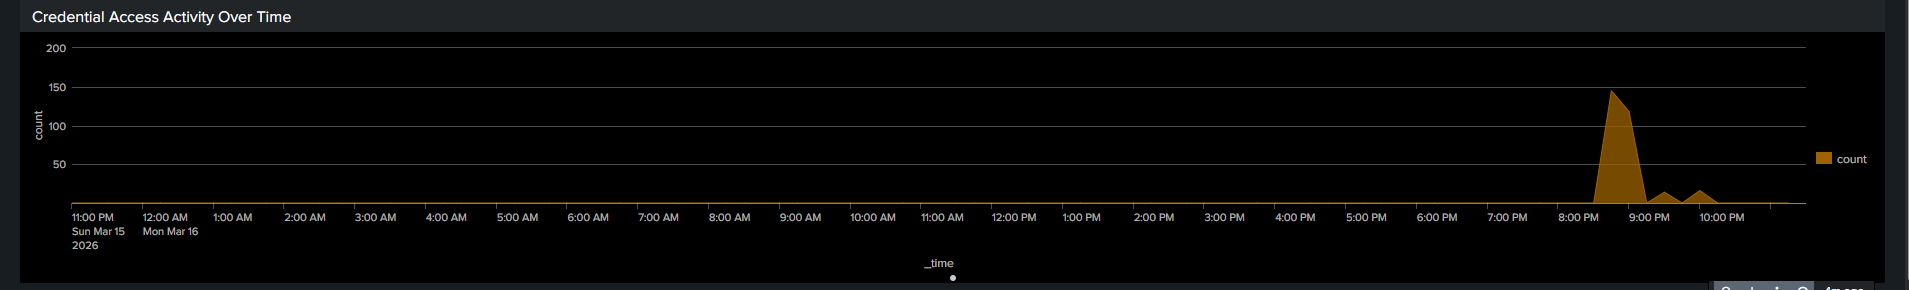 Credential Access Activity Over Time
200
150
100
50
count
11:00 PM 12:00 AM 1:00 AM 2:00 AM 3:00 AM 4:00 AM 5:00 AM 6:00 AM 7:00 AM 8:00 AM 9:00 AM 10:00 AM 11:00 AM 12:00 PM 1:00 PM 2:00 PM 3:00 PM 4:00 PM 5:00 PM 6:00 PM 7:00 PM 8:00 PM 9:00 PM 10:00 PM
Sun Mar 15 Mon Mar 16
2026
_time
count